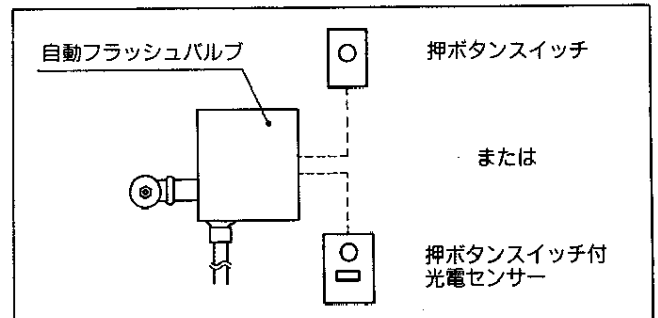 自動フラッシュバルブ
押ボタンスイッチ
または
押ボタンスイッチ付
光電センサー